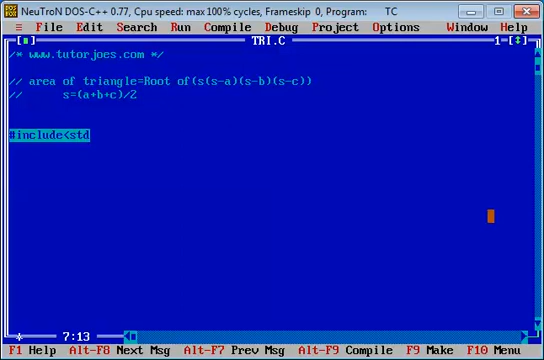 NeuTroN DOS-C++ 0.77, Cpu speed: max 100% cycles, Frameskip 0, Program: TC
≡ File Edit Search Run Compile Debug Project Options Window Help
TRI.C 1
/* www.tutorjoes.com */
// area of triangle=Root of(s(s-a)(s-b)(s-c))
// s=(a+b+c)/2
#include<std
* 7:13
F1 Help Alt-F8 Next Msg Alt-F7 Prev Msg Alt-F9 Compile F9 Make F10 Menu